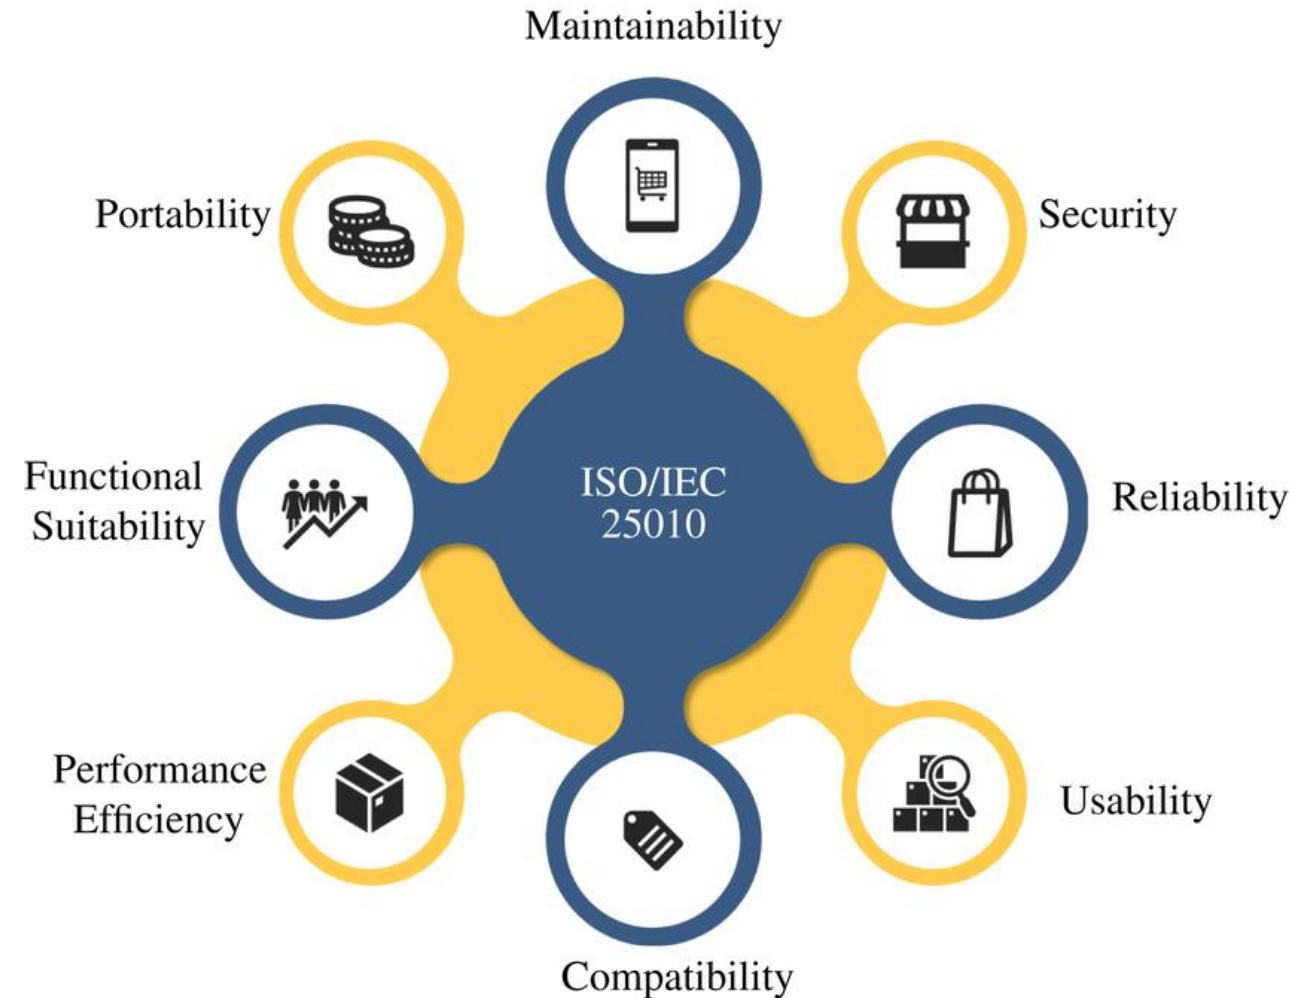 Maintainability
Portability
Security
Functional
Suitability
ISO/IEC
25010
Reliability
Performance
Efficiency
Usability
Compatibility